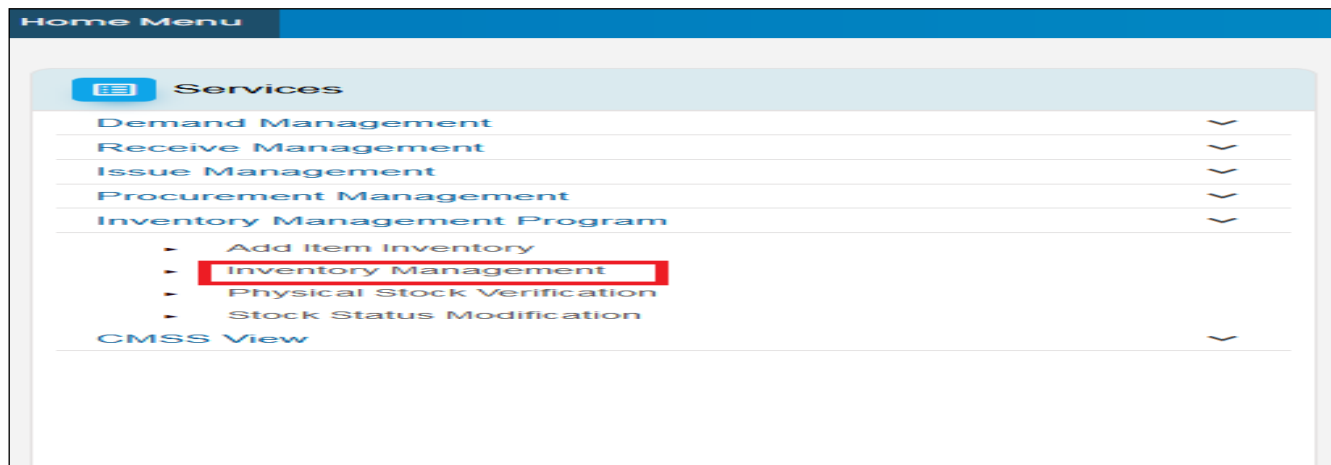 Home Menu
Services
Demand Management
Receive Management
Issue Management
Procurement Management
Inventory Management Program
Add Item Inventory
Inventory Management
Physical Stock Verification
Stock Status Modification
CMSS View